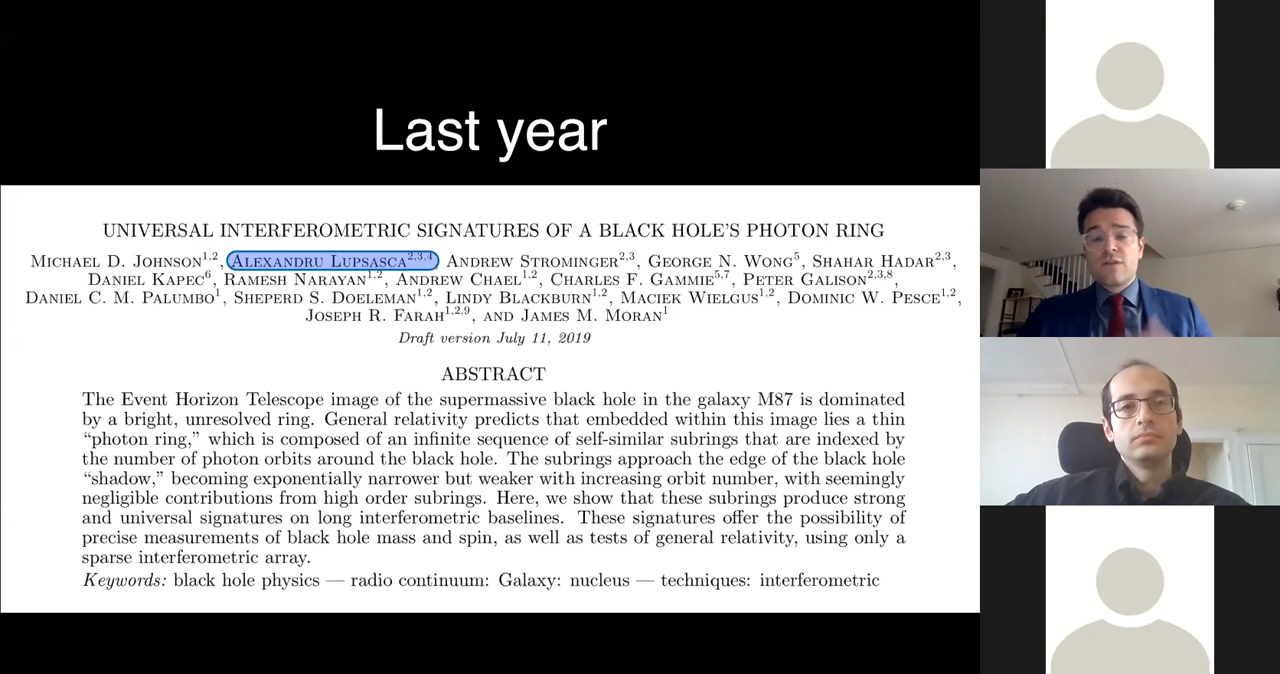 Last year
UNIVERSAL INTERFEROMETRIC SIGNATURES OF A BLACK HOLE'S PHOTON RING
MICHAEL D. JOHNSON1,2, ALEXANDRU LUPSASCA2,3,4 ANDREW STROMINGER2,3, GEORGE N. WONG5, SHAHAR HADAR2,3,
DANIEL KAPEC6, RAMESH NARAYAN1,2, ANDREW CHAEL1,2, CHARLES F. GAMMIE5,7, PETER GALISON2,3,8,
DANIEL C. M. PALUMBO1, SHEPERD S. DOELEMAN1,2, LINDY BLACKBURN1,2, MACIEK WIELGUS1,2, DOMINIC W. PESCE1,2,
JOSEPH R. FARAH1,2,9, AND JAMES M. MORAN1
Draft version July 11, 2019
ABSTRACT
The Event Horizon Telescope image of the supermassive black hole in the galaxy M87 is dominated
by a bright, unresolved ring. General relativity predicts that embedded within this image lies a thin
“photon ring,” which is composed of an infinite sequence of self-similar subrings that are indexed by
the number of photon orbits around the black hole. The subrings approach the edge of the black hole
“shadow,” becoming exponentially narrower but weaker with increasing orbit number, with seemingly
negligible contributions from high order subrings. Here, we show that these subrings produce strong
and universal signatures on long interferometric baselines. These signatures offer the possibility of
precise measurements of black hole mass and spin, as well as tests of general relativity, using only a
sparse interferometric array.
Keywords: black hole physics — radio continuum: Galaxy: nucleus — techniques: interferometric